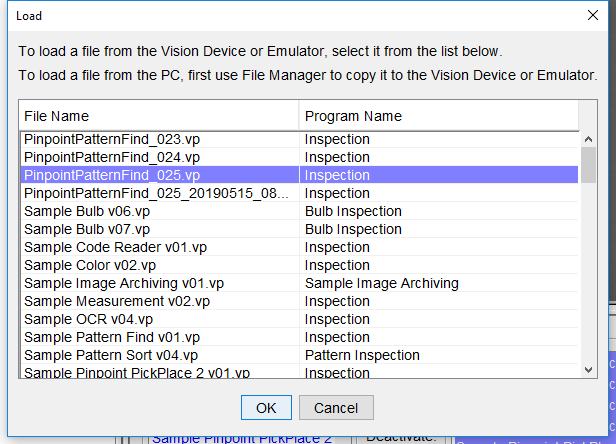 Load
To load a file from the Vision Device or Emulator, select it from the list below.
To load a file from the PC, first use File Manager to copy it to the Vision Device or Emulator.
File Name Program Name
PinpointPatternFind_023.vp Inspection
PinpointPatternFind_024.vp Inspection
PinpointPatternFind_025.vp Inspection
PinpointPatternFind_025_20190515_08... Inspection
Sample Bulb v06.vp Bulb Inspection
Sample Bulb v07.vp Bulb Inspection
Sample Code Reader v01.vp Inspection
Sample Color v02.vp Inspection
Sample Image Archiving v01.vp Sample Image Archiving
Sample Measurement v02.vp Inspection
Sample OCR v04.vp Inspection
Sample Pattern Find v01.vp Inspection
Sample Pattern Sort v04.vp Pattern Inspection
Sample Pinpoint PickPlace 2 v01.vp Inspection
OK Cancel
Sample Pinpoint PickPlace 2 Deactivate: